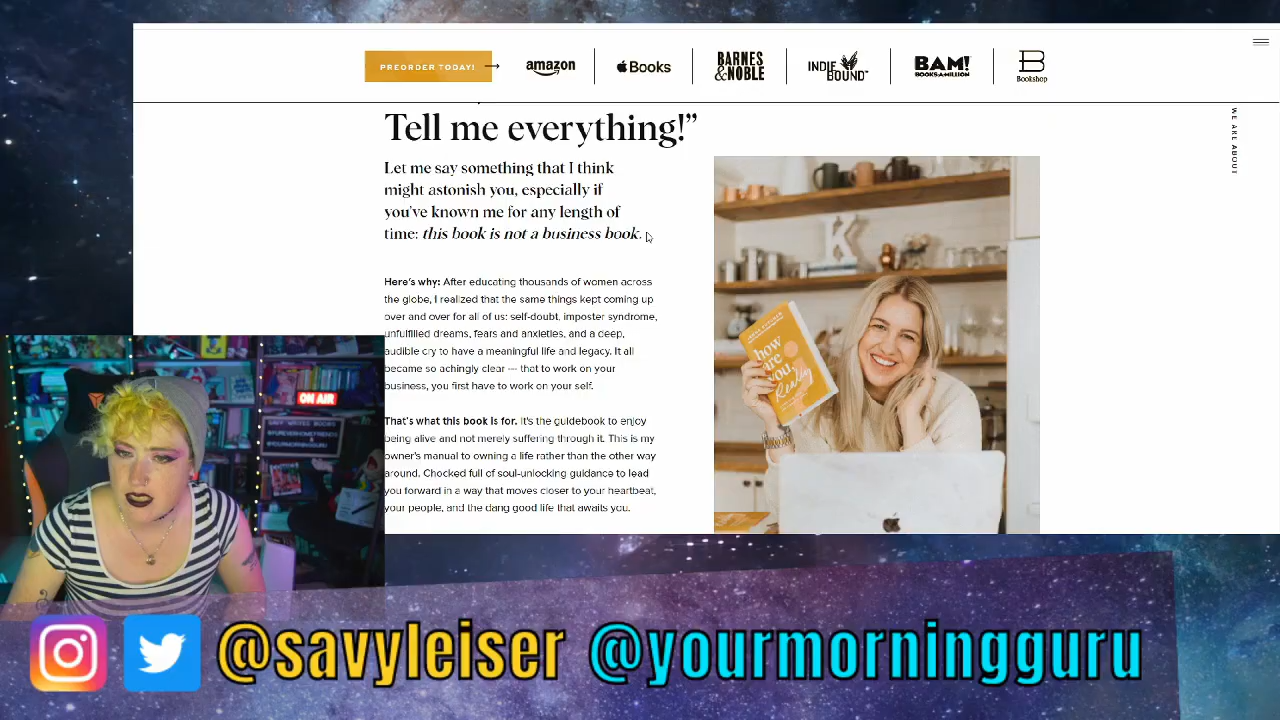 PREORDER TODAY!
amazon
Books
BARNES
&NOBLE
INDIE
BOUND
BAM!
BOOKS-A-MILLION
B
Bookshop
WE ARE ABOUT
Tell me everything!”
Let me say something that I think
might astonish you, especially if
you’ve known me for any length of
time: this book is not a business book.
Here’s why: After educating thousands of women across
the globe, I realized that the same things kept coming up
over and over for all of us: self-doubt, imposter syndrome,
unfulfilled dreams, fears and anxieties, and a deep,
audible cry to have a meaningful life and legacy. It all
became so achingly clear — that to work on your
business, you first have to work on your self.
That’s what this book is for. It’s the guidebook to enjoy
being alive and not merely suffering through it. This is my
owner’s manual to owning a life rather than the other way
around. Chocked full of soul-unlocking guidance to lead
you forward in a way that moves closer to your heartbeat,
your people, and the dang good life that awaits you.
K
how
are
you,
Really
ON AIR
SAVY WRITES BOOKS
@savyleiser @yourmorningguru